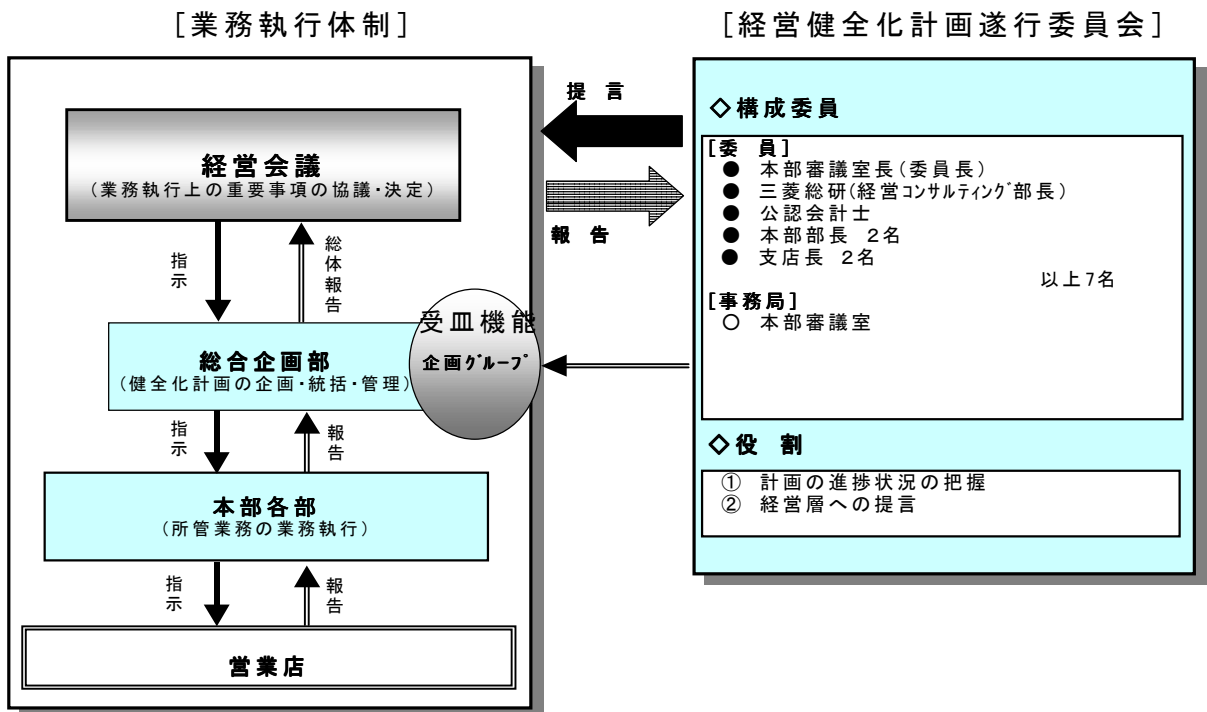 [業務執行体制]
経営会議
(業務執行上の重要事項の協議・決定)
指示
総体報告
総合企画部
(健全化計画の企画・統括・管理)
受皿機能
企画グループ
指示
報告
本部各部
(所管業務の業務執行)
指示
報告
営業店
提 言
報 告
[経営健全化計画遂行委員会]
◇構成委員
[委 員]
● 本部審議室長(委員長)
● 三菱総研(経営コンサルティング部長)
● 公認会計士
● 本部部長 2名
● 支店長 2名
以上7名
[事務局]
○ 本部審議室
◇役 割
① 計画の進捗状況の把握
② 経営層への提言